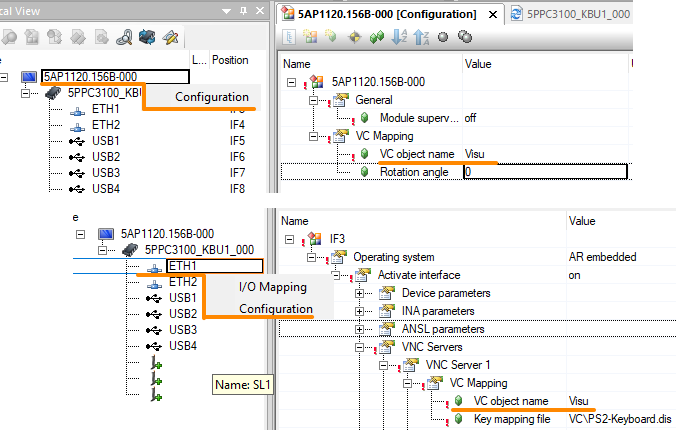 ical View
5AP1120.156B-000 [Configuration]
5PPC3100_KBU1_000
L... Position
5AP1120.156B-000
5PPC3100_KBU
Configuration
ETH1
ETH2 IF4
USB1 IF5
USB2 IF6
USB3 IF7
USB4 IF8
Name Value
5AP1120.156B-000
General
Module superv... off
VC Mapping
VC object name Visu
Rotation angle 0
5AP1120.156B-000
5PPC3100_KBU1_000
ETH1
ETH2
USB1
USB2
USB3
USB4
I/O Mapping
Configuration
Name: SL1
Name Value
IF3
Operating system AR embedded
Activate interface on
Device parameters
INA parameters
ANSL parameters
VNC Servers
VNC Server 1
VC Mapping
VC object name Visu
Key mapping file VC\PS2-Keyboard.dis